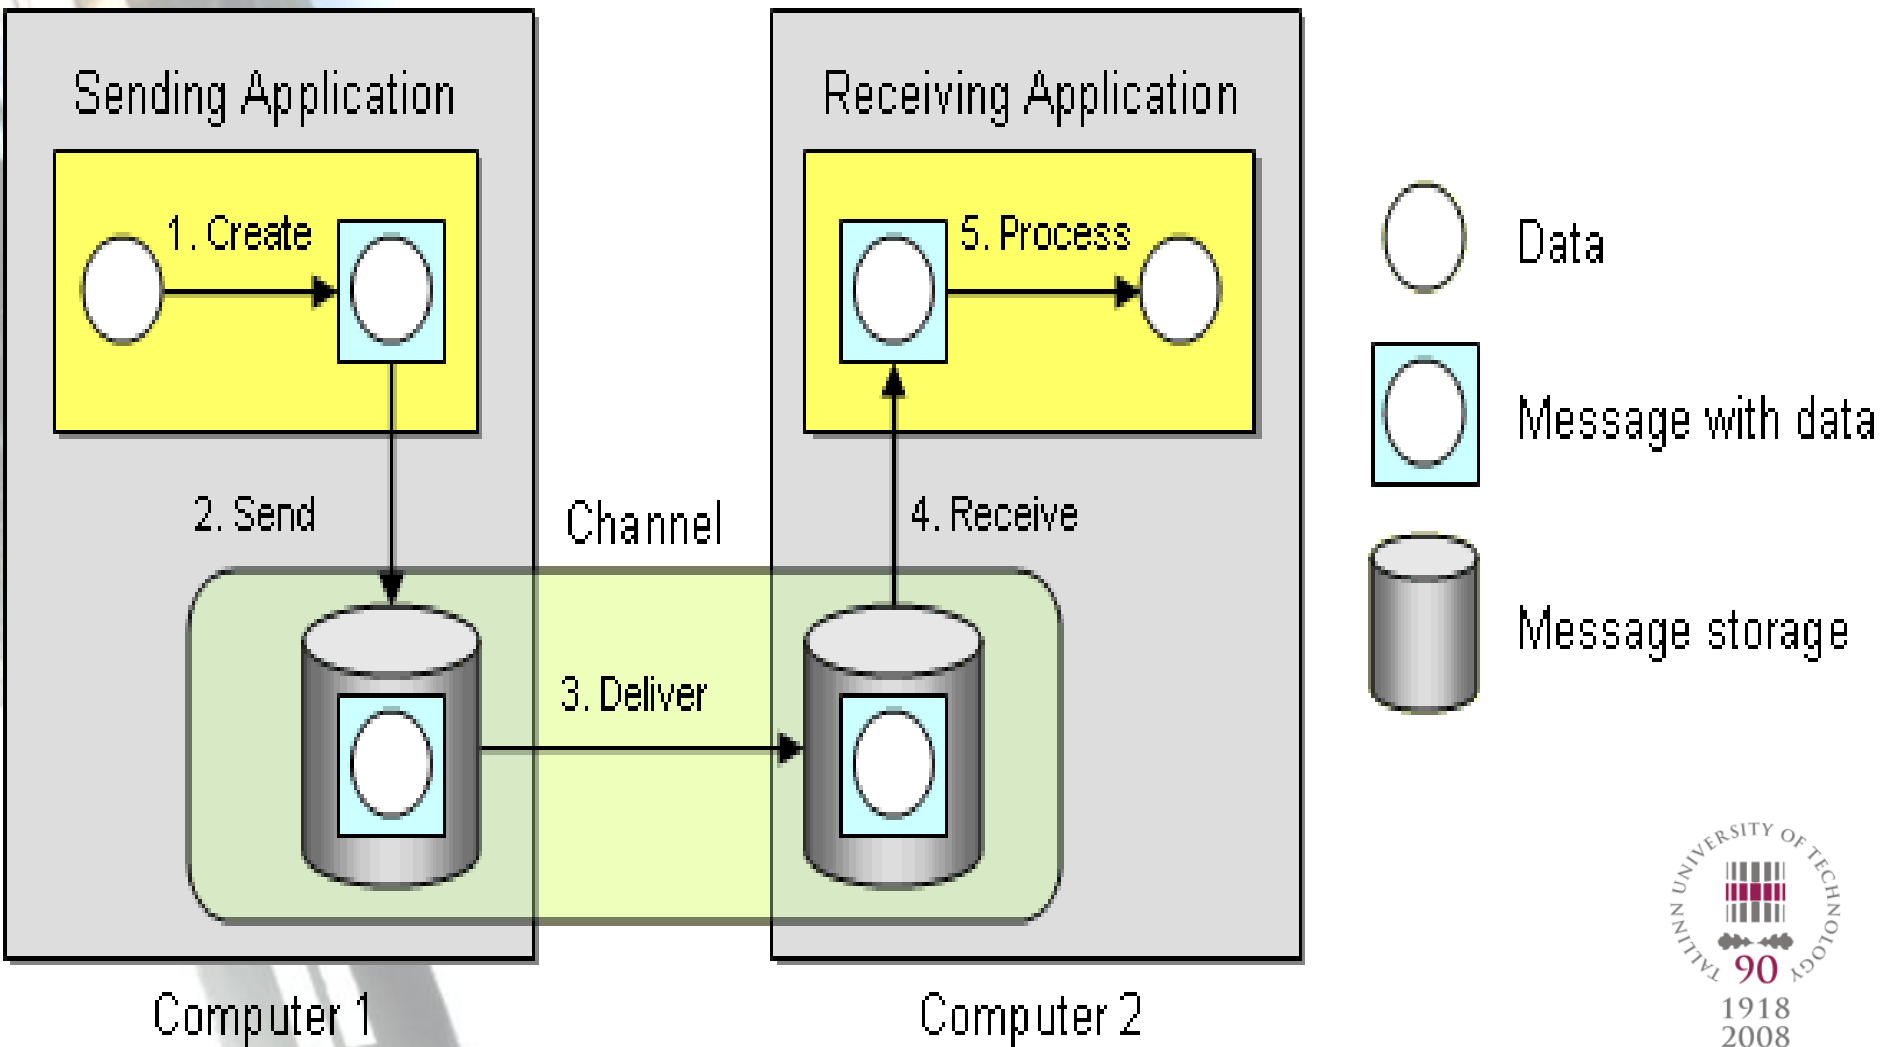 Sending Application
Receiving Application
1. Create
5. Process
Data
Message with data
2. Send
Channel
4. Receive
Message storage
3. Deliver
Computer 1
Computer 2
TALLINN UNIVERSITY OF TECHNOLOGY
90
1918
2008